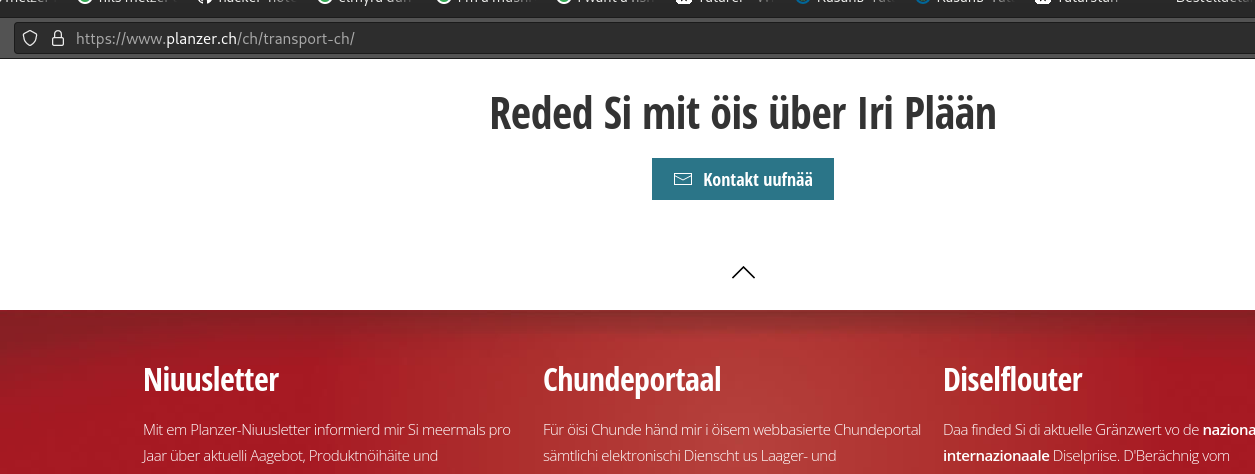 https://www.planzer.ch/ch/transport-ch/
Reded Si mit öis über Iri Plään
Kontakt uufnää
Niuusletter
Mit em Planzer-Niuusletter informierd mir Si meermals pro
Jaar über aktuelli Aagebot, Produktnöihäite und
Chundeportaal
Für öisi Chunde händ mir i öisem webbasierte Chundeportal
sämtlichi elektronischi Dienscht us Laager- und
Diselflouter
Daa finded Si di aktuelle Gränzwert vo de naziona
internazionaale Diselpriise. D'Berächnig vom